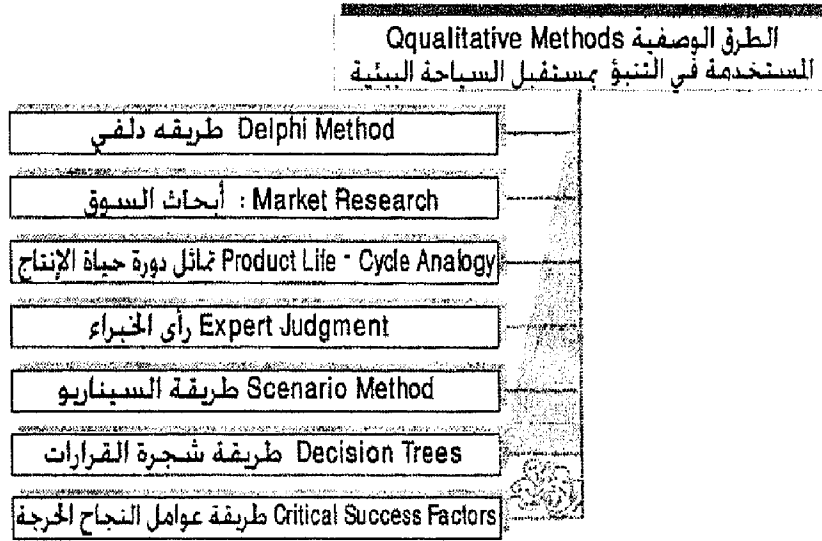 الطرق الوصفية Qqualitative Methods
المستخدمة في التنبؤ بمستقبل السياحة البيئية
Delphi Method طريقه دلفي
Market Research : أبحاث السوق
Product Life - Cycle Analogy تماثل دورة حياة الإنتاج
Expert Judgment رأى الخبراء
Scenario Method طريقة السيناريو
Decision Trees طريقة شجرة القرارات
Critical Success Factors طريقة عوامل النجاح الحرجة